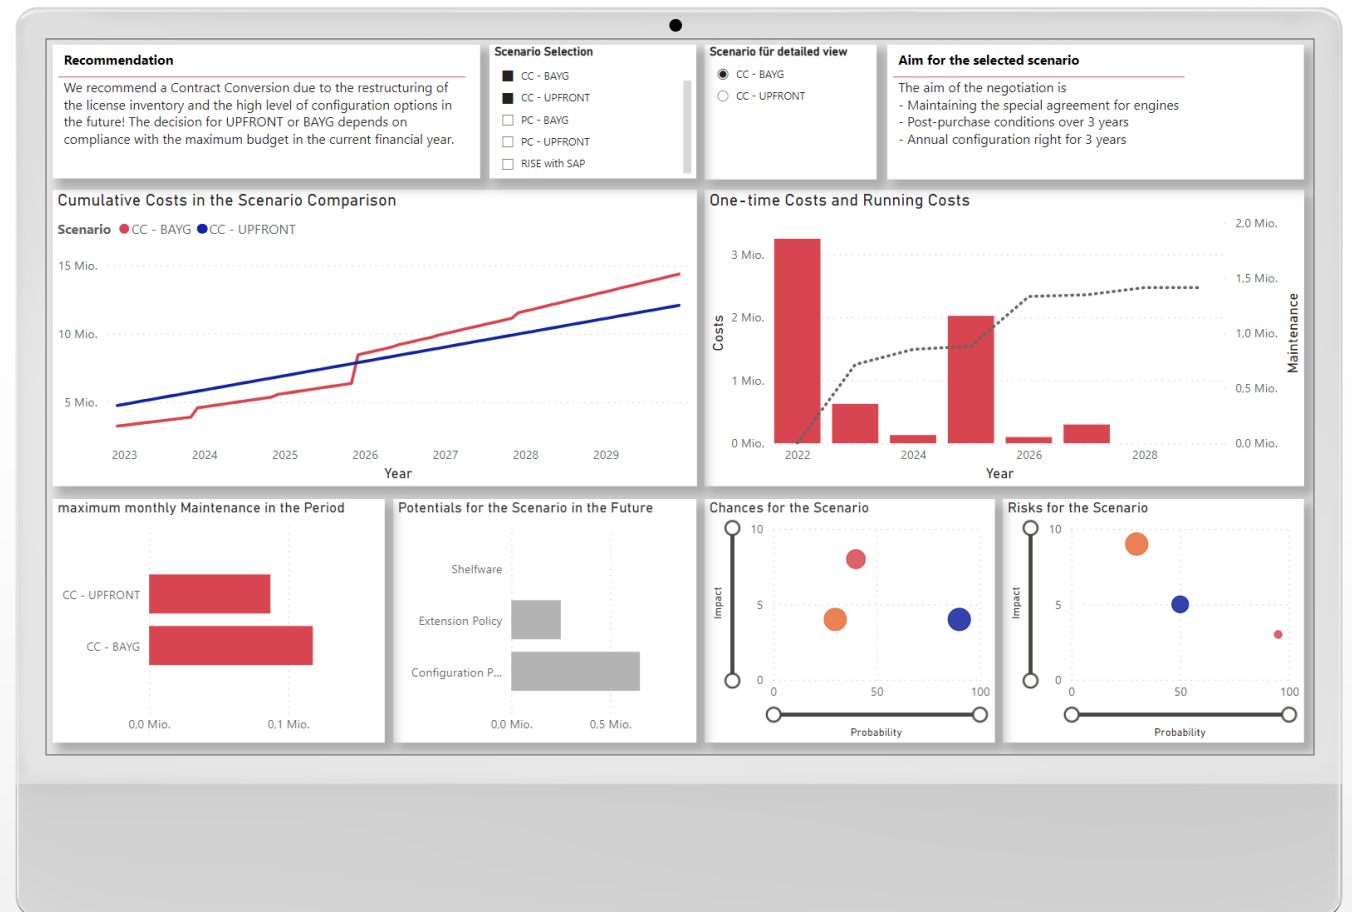 Recommendation
We recommend a Contract Conversion due to the restructuring of
the license inventory and the high level of configuration options in
the future! The decision for UPFRONT or BAYG depends on
compliance with the maximum budget in the current financial year.
Scenario Selection
CC - BAYG
CC - UPFRONT
PC - BAYG
PC - UPFRONT
RISE with SAP
Scenario für detailed view
CC - BAYG
CC - UPFRONT
Aim for the selected scenario
The aim of the negotiation is
- Maintaining the special agreement for engines
- Post-purchase conditions over 3 years
- Annual configuration right for 3 years
Cumulative Costs in the Scenario Comparison
Scenario CC - BAYG CC - UPFRONT
15 Mio.
10 Mio.
5 Mio.
2023 2024 2025 2026 2027 2028 2029
Year
One-time Costs and Running Costs
Costs
3 Mio.
2 Mio.
1 Mio.
0 Mio.
2.0 Mio.
1.5 Mio.
1.0 Mio.
0.5 Mio.
0.0 Mio.
Maintenance
2022 2024 2026 2028
Year
maximum monthly Maintenance in the Period
CC - UPFRONT
CC - BAYG
0,0 Mio. 0,1 Mio.
Potentials for the Scenario in the Future
Shelfware
Extension Policy
Configuration P...
0,0 Mio. 0,5 Mio.
Chances for the Scenario
Impact
10
5
0
0 50 100
Probability
Risks for the Scenario
Impact
10
5
0
0 50 100
Probability